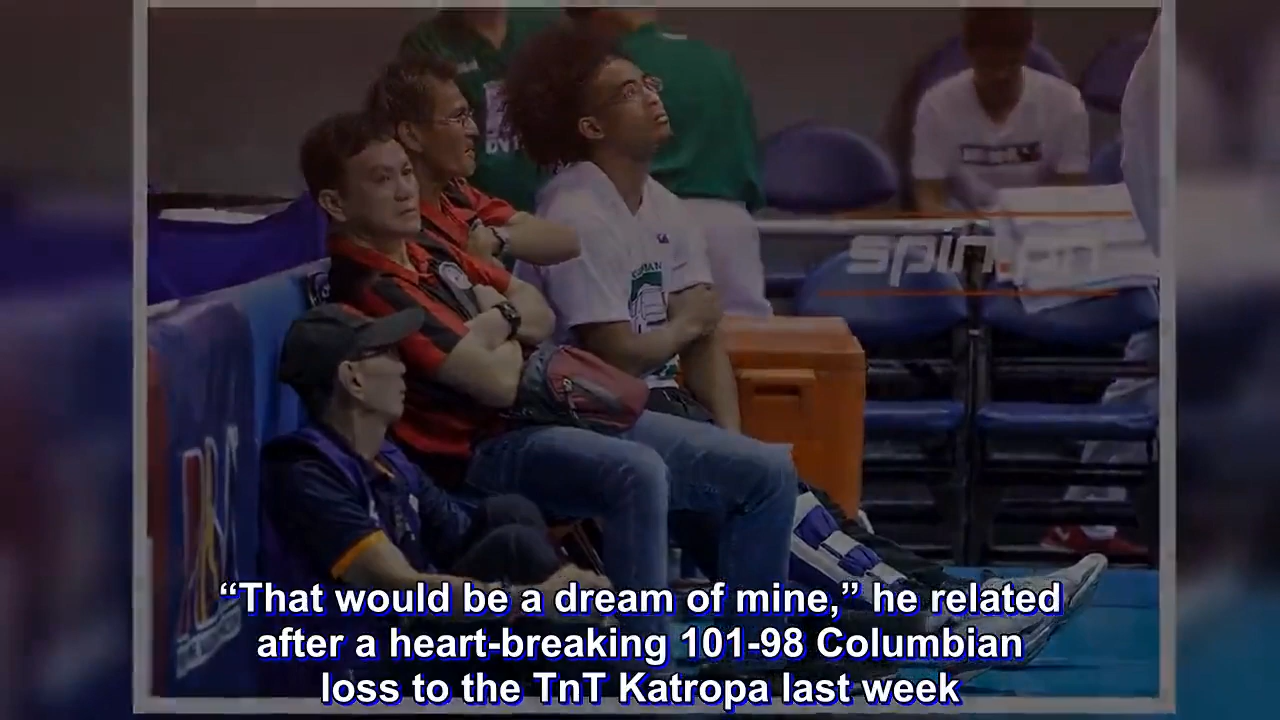 spin.ph
“That would be a dream of mine,” he related
after a heart-breaking 101-98 Columbian
loss to the TnT Katropa last week